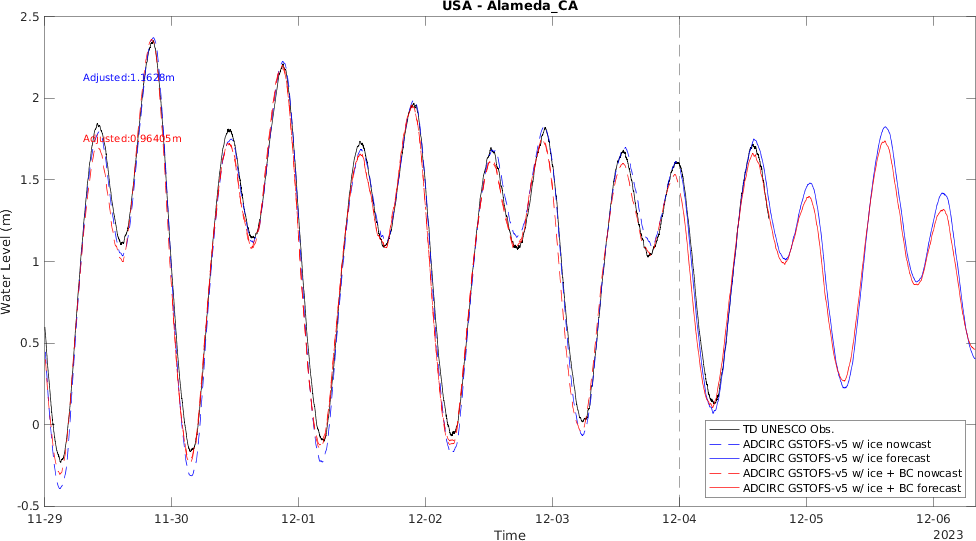 USA - Alameda_CA
2.5
2
1.5
1
0.5
0
-0.5
Water Level (m)
Adjusted:1.1628m
Adjusted:0.96405m
TD UNESCO Obs.
ADCIRC GSTOFS-v5 w/ ice nowcast
ADCIRC GSTOFS-v5 w/ ice forecast
ADCIRC GSTOFS-v5 w/ ice + BC nowcast
ADCIRC GSTOFS-v5 w/ ice + BC forecast
11-29 11-30 12-01 12-02 12-03 12-04 12-05 12-06
Time
2023